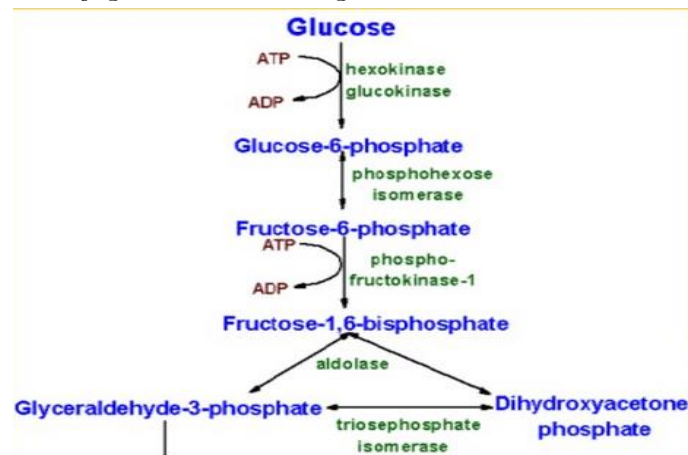 Glucose
ATP
hexokinase
glucokinase
ADP
Glucose-6-phosphate
phosphohexose
isomerase
Fructose-6-phosphate
ATP
phospho-
fructokinase-1
ADP
Fructose-1,6-bisphosphate
aldolase
Glyceraldehyde-3-phosphate
Dihydroxyacetone
phosphate
triosephosphate
isomerase